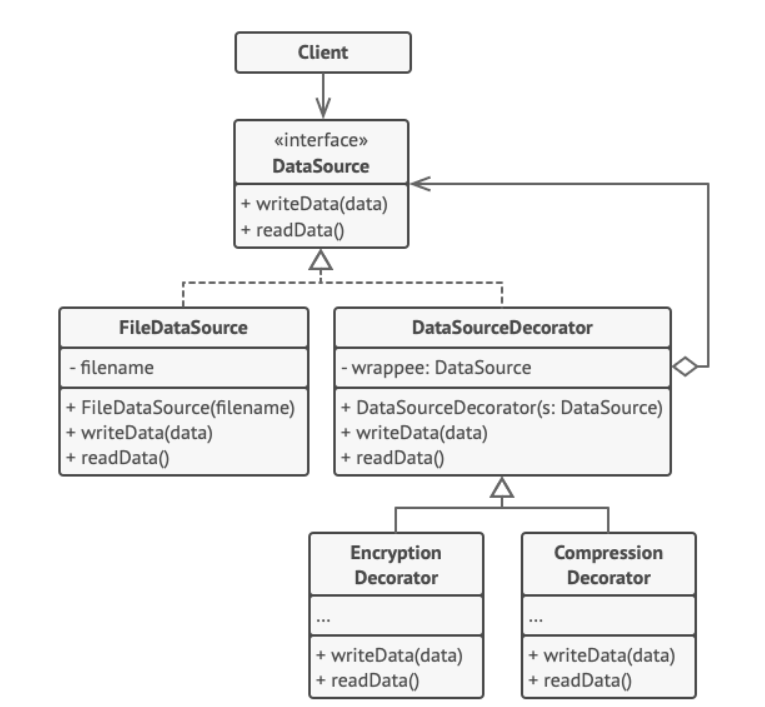 Client
«interface»
DataSource
+ writeData(data)
+ readData()
FileDataSource
- filename
+ FileDataSource(filename)
+ writeData(data)
+ readData()
DataSourceDecorator
- wrappee: DataSource
+ DataSourceDecorator(s: DataSource)
+ writeData(data)
+ readData()
Encryption
Decorator
...
+ writeData(data)
+ readData()
Compression
Decorator
...
+ writeData(data)
+ readData()